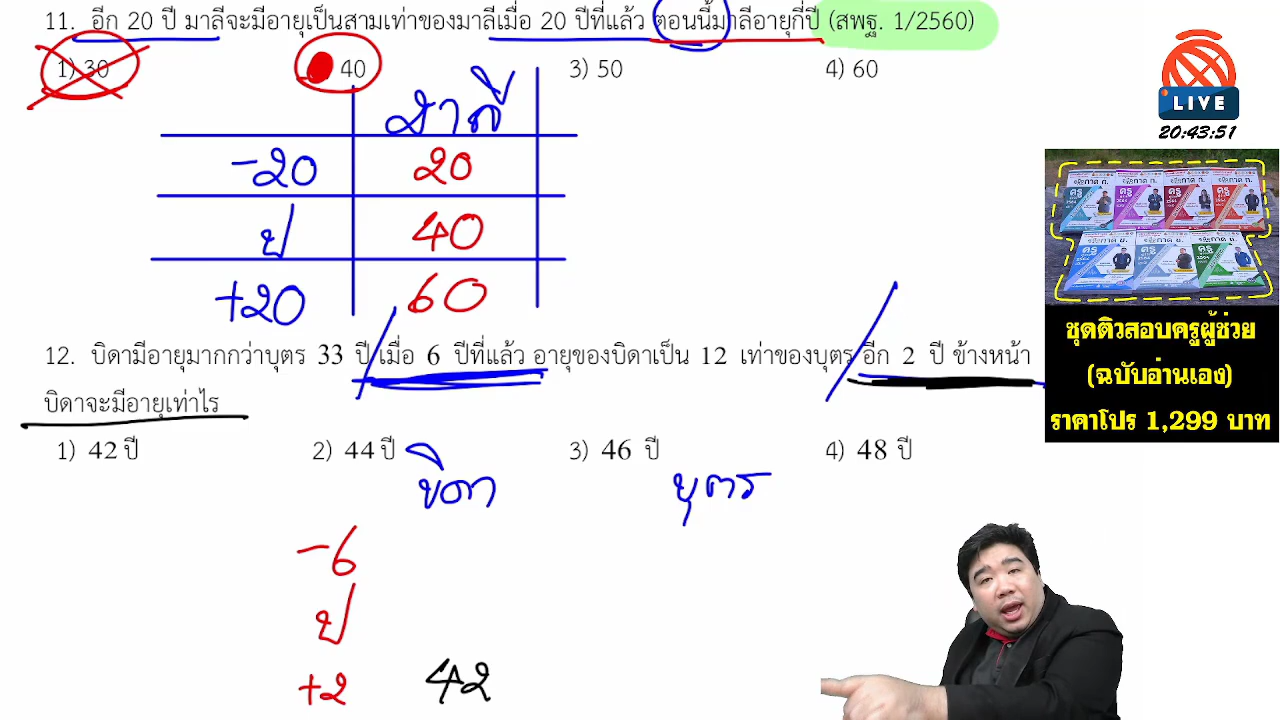 11. อีก 20 ปี มาลีจะมีอายุเป็นสามเท่าของมาลีเมื่อ 20 ปีที่แล้ว ตอนนี้มาลีอายุกี่ปี (สพฐ. 1/2560)
1) 30 40 3) 50 4) 60
LIVE
20:43:51
มาลี
-20 20
ป 40
+20 60
12. บิดามีอายุมากกว่าบุตร 33 ปี เมื่อ 6 ปีที่แล้ว อายุของบิดาเป็น 12 เท่าของบุตร อีก 2 ปี ข้างหน้า
บิดาจะมีอายุเท่าไร
1) 42 ปี 2) 44 ปี 3) 46 ปี 4) 48 ปี
บิดา บุตร
-6
ป
+2 42
ชุดติวสอบครูผู้ช่วย
(ฉบับอ่านเอง)
ราคาโปร 1,299 บาท